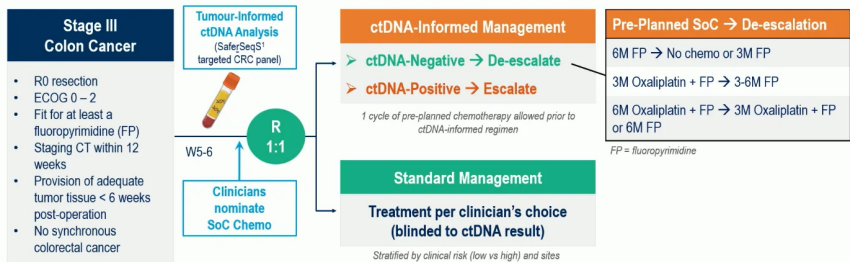 Stage III
Colon Cancer
• R0 resection
• ECOG 0 – 2
• Fit for at least a
fluoropyrimidine (FP)
• Staging CT within 12
weeks
• Provision of adequate
tumor tissue < 6 weeks
post-operation
• No synchronous
colorectal cancer
Tumour-Informed
ctDNA Analysis
(SaferSeqS¹
targeted CRC panel)
W5-6
R
1:1
Clinicians
nominate
SoC Chemo
ctDNA-Informed Management
➢ ctDNA-Negative → De-escalate
➢ ctDNA-Positive → Escalate
1 cycle of pre-planned chemotherapy allowed prior to
ctDNA-informed regimen
Standard Management
Treatment per clinician’s choice
(blinded to ctDNA result)
Stratified by clinical risk (low vs high) and sites
Pre-Planned SoC → De-escalation
6M FP → No chemo or 3M FP
3M Oxaliplatin + FP → 3-6M FP
6M Oxaliplatin + FP → 3M Oxaliplatin + FP
or 6M FP
FP = fluoropyrimidine